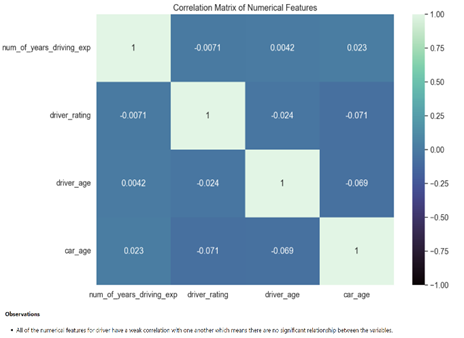 Correlation Matrix of Numerical Features
num_of_years_driving_exp 1 -0.0071 0.0042 0.023
driver_rating -0.0071 1 -0.024 -0.071
driver_age 0.0042 -0.024 1 -0.069
car_age 0.023 -0.071 -0.069 1
num_of_years_driving_exp driver_rating driver_age car_age
1.00
0.75
0.50
0.25
0.00
-0.25
-0.50
-0.75
-1.00
Observations
• All of the numerical features for driver have a weak correlation with one another which means there are no significant relationship between the variables.